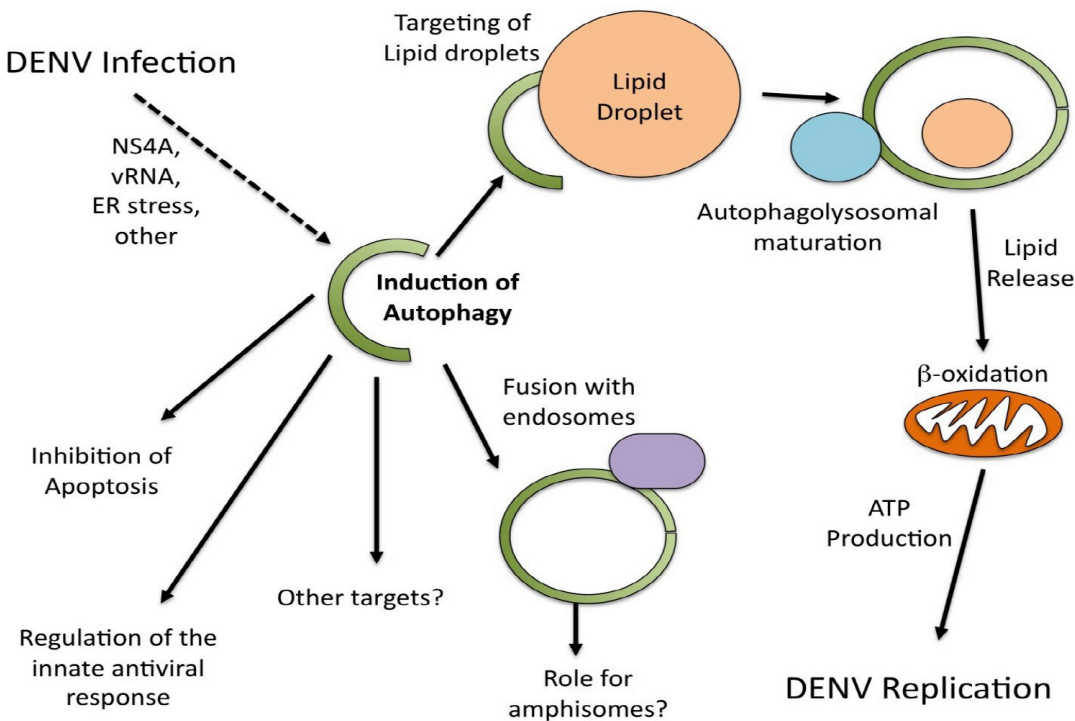 DENV Infection
NS4A,
vRNA,
ER stress,
other
Targeting of
Lipid droplets
Lipid
Droplet
Autophagolysosomal
maturation
Lipid
Release
β-oxidation
ATP
Production
DENV Replication
Induction of
Autophagy
Fusion with
endosomes
Role for
amphisomes?
Other targets?
Inhibition of
Apoptosis
Regulation of the
innate antiviral
response